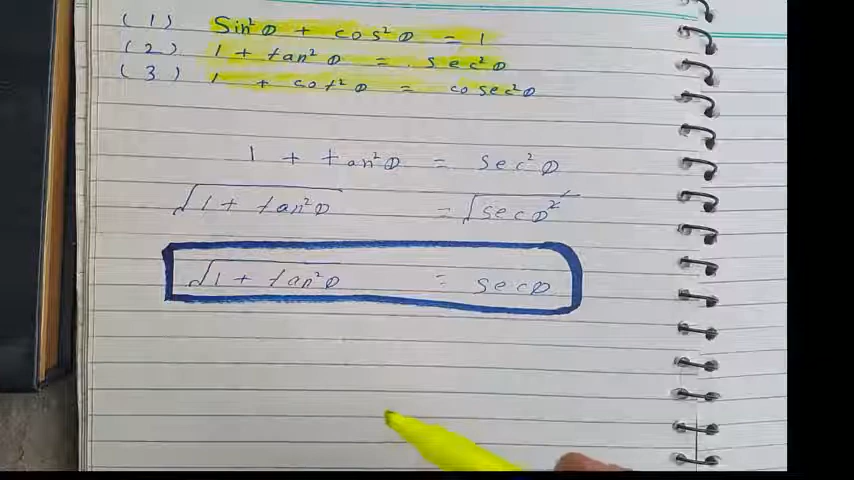 (1) Sin²θ + cos²θ = 1
(2) 1 + tan²θ = sec²θ
(3) 1 + cot²θ = cosec²θ
1 + tan²θ = sec²θ
√1 + tan²θ = √secθ²
√1 + tan²θ = secθ